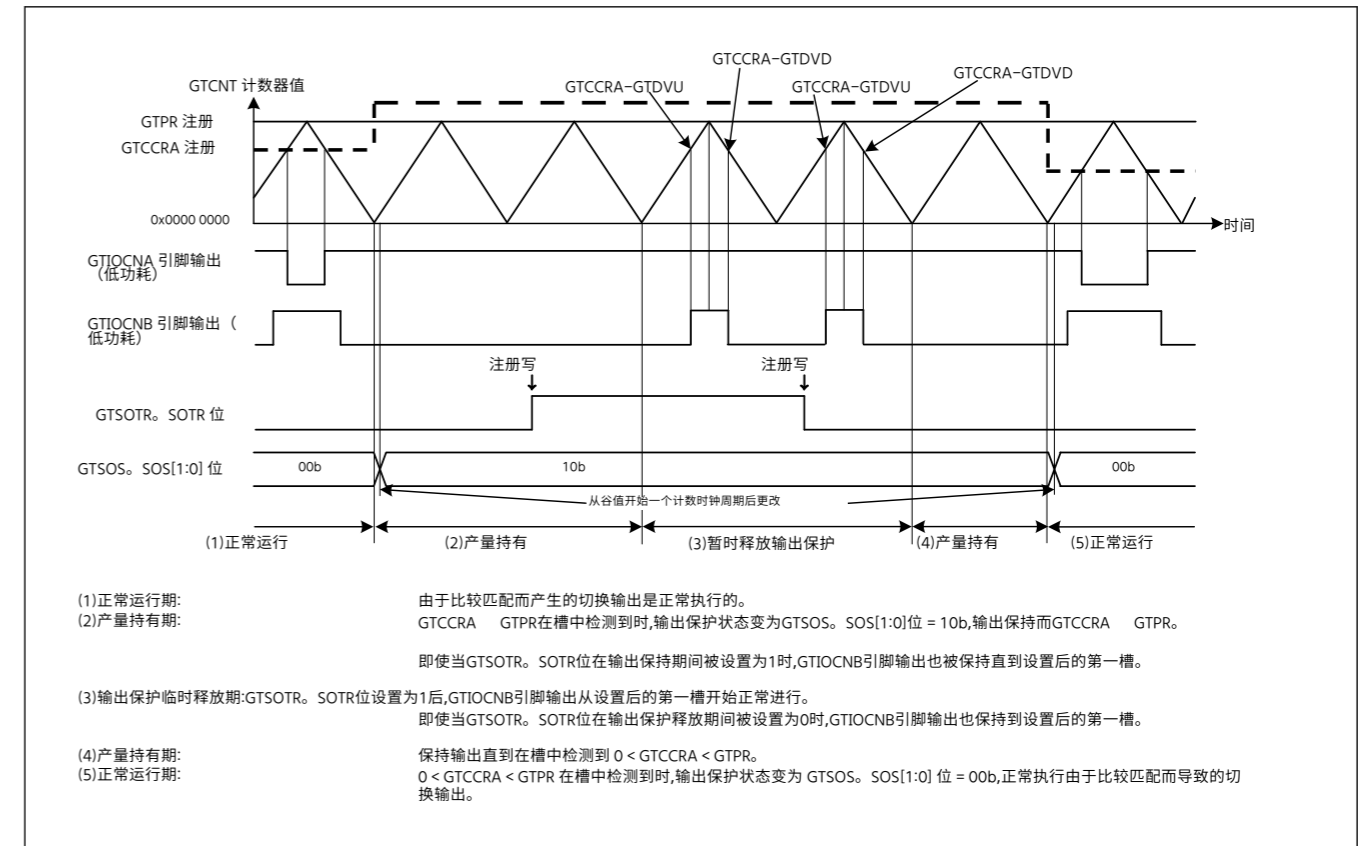 GTCCRA−GTDVD
GTCCRA−GTDVD
GTCNT 计数器值
GTCCRA−GTDVU
GTCCRA−GTDVU
GTPR 注册
GTCCRA 注册
0x0000 0000
时间
GTIOCNA 引脚输出
（低功耗）
GTIOCNB 引脚输出（
低功耗）
注册写
注册写
GTSOTR。SOTR 位
GTSOS。SOS[1:0] 位
00b
10b
00b
从谷值开始一个计数时钟周期后更改
(1)正常运行
(2)产量持有
(3)暂时释放输出保护
(4)产量持有
(5)正常运行
(1)正常运行期:
由于比较匹配而产生的切换输出是正常执行的。
(2)产量持有期:
GTCCRA GTPR在槽中检测到时,输出保护状态变为GTSOS。SOS[1:0]位 = 10b,输出保持而GTCCRA GTPR。
即使当GTSOTR。SOTR位在输出保持期间被设置为1时,GTIOCNB引脚输出也被保持直到设置后的第一槽。
(3)输出保护临时释放期:GTSOTR。SOTR位设置为1后,GTIOCNB引脚输出从设置后的第一槽开始正常进行。
即使当GTSOTR。SOTR位在输出保护释放期间被设置为0时,GTIOCNB引脚输出也保持到设置后的第一槽。
(4)产量持有期:
保持输出直到在槽中检测到 0 < GTCCRA < GTPR。
(5)正常运行期:
0 < GTCCRA < GTPR 在槽中检测到时,输出保护状态变为 GTSOS。SOS[1:0] 位 = 00b,正常执行由于比较匹配而导致的切
换输出。